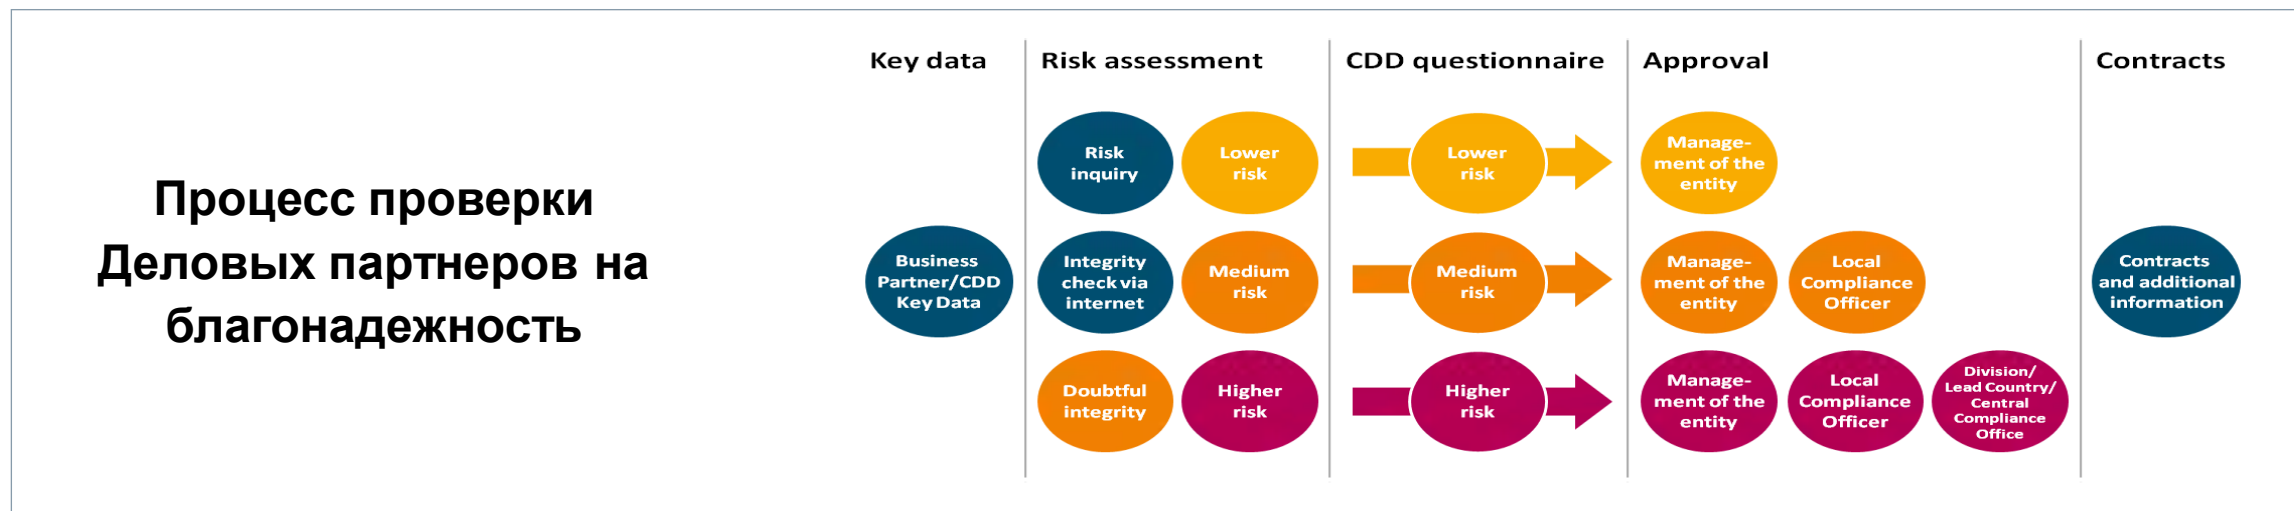 Процесс проверки
Деловых партнеров на
благонадежность
Key data
Risk assessment
CDD questionnaire
Approval
Contracts
Business
Partner/CDD
Key Data
Risk
inquiry
Lower
risk
Lower
risk
Manage-
ment of the
entity
Integrity
check via
internet
Medium
risk
Medium
risk
Manage-
ment of the
entity
Local
Compliance
Officer
Doubtful
integrity
Higher
risk
Higher
risk
Manage-
ment of the
entity
Local
Compliance
Officer
Division/
Lead Country/
Central
Compliance
Office
Contracts
and additional
information